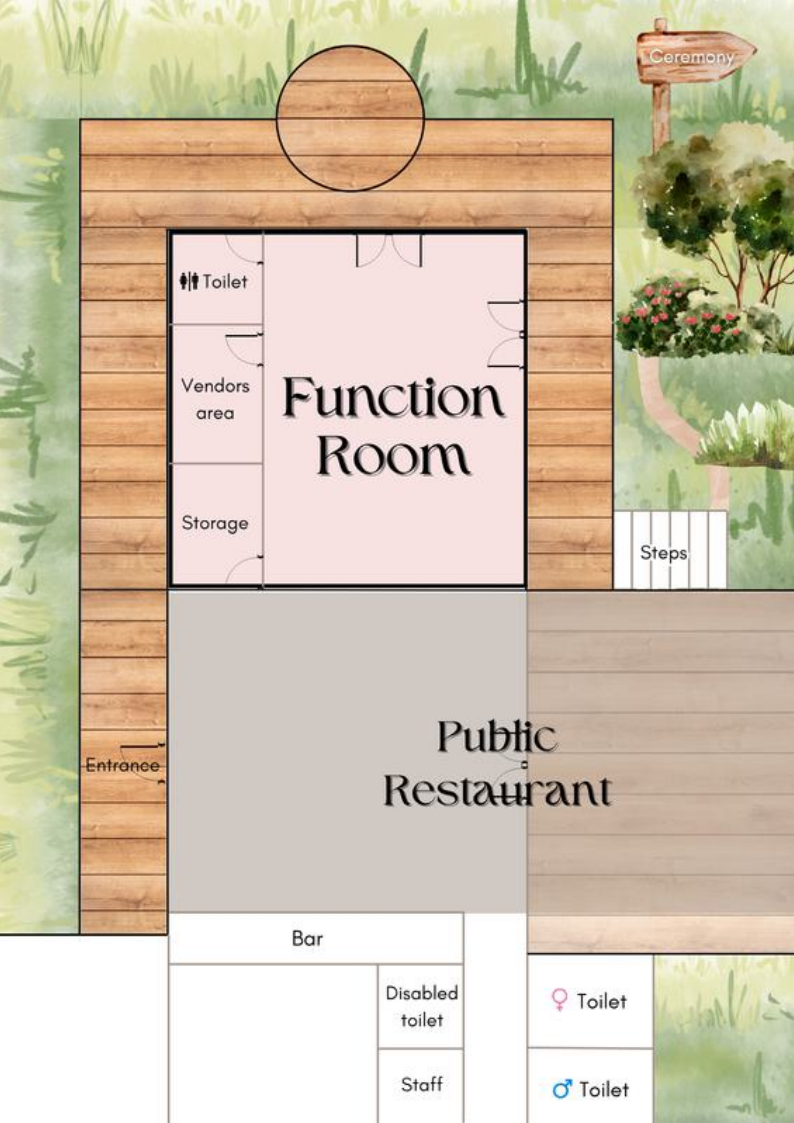 Ceremony
Toilet
Vendors
area
Function
Room
Storage
Steps
Public
Restaurant
Entrance
Bar
Disabled
toilet
♀ Toilet
Staff
♂ Toilet